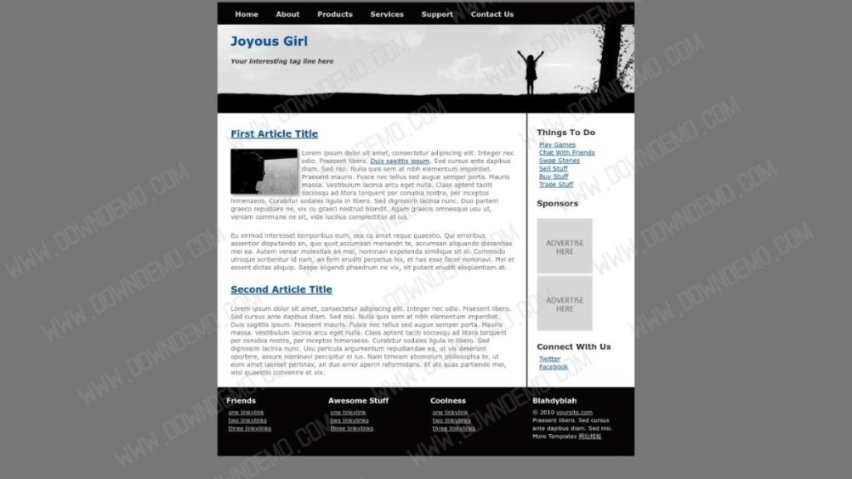 Home About Products Services Support Contact Us
Joyous Girl
Your interesting tag line here
First Article Title
Lorem ipsum dolor sit amet, consectetur adipiscing elit. Integer nec
odio. Praesent libero. Duis sagittis ipsum. Sed cursus ante dapibus
diam. Sed nisi. Nulla quis sem at nibh elementum imperdiet.
Praesent mauris. Fusce nec tellus sed augue semper porta. Mauris
vestibulum lacinia arcu eget nulla. Class aptent taciti
sociosqu ad litora torquent per conubia nostra, per inceptos
himenaeos. Curabitur sodales ligula in libero. Sed dignissim lacinia nunc. Duo partem
graeco repudiare ne, vix cu graeci nostrud blandit. Agam graecis omnesque usu ut,
veniam commune ne sit, vide lucilius complectitur at ius.
Eu eirmod interesset temporibus eum, sea cu amet reque quaestio. Qui erroribus
assentior disputando an, quo quot accumsan menandri te, accumsan aliquando dissentias
mei ea. Autem verear molestiae an mei, nominavi expetenda similique sit ei. Commodo
utroque scribentur id nam, an ferri eruditi perpetua his, et has esse facer nominavi. Mei et
essent dictas aliquip. Saepe eligendi phaedrum ne vis, sit putant eruditi eloquentiam at.
Second Article Title
Lorem ipsum dolor sit amet, consectetur adipiscing elit. Praesent libero.
Sed cursus ante dapibus diam. Sed nisi. Nulla quis sem at nibh elementum imperdiet.
Duis sagittis ipsum. Praesent mauris. Fusce nec tellus sed augue semper porta. Mauris
massa. Vestibulum lacinia arcu eget nulla. Class aptent taciti sociosqu ad litora torquent
per conubia nostra, per inceptos himenaeos. Curabitur sodales ligula in libero. Sed
dignissim lacinia nunc. Usu pericula argumentum repudiandae ea, ut vis deserunt
oportere, assum nominavi percipitur ei ius. Nam timeam atomorum philosophia te, ut
eum amet laoreet pertinax, an duo error aperiri reformidans. Et sit quas partiendo mei,
wisi quaestio convenire et vix.
Things To Do
Play Games
Chat With Friends
Swap Stories
Sell Stuff
Buy Stuff
Trade Stuff
Sponsors
ADVERTISE
HERE
ADVERTISE
HERE
Connect With Us
Twitter
Facebook
Friends
one linkylink
two linkylinks
three linkylinks
Awesome Stuff
one linkylink
two linkylinks
three linkylinks
Coolness
one linkylink
two linkylinks
three linkylinks
Blahdyblah
© 2010 yoursite.com
Praesent libero. Sed cursus
ante dapibus diam. Sed nisi.
More Templates 网站模板
WWW.DOWNDEMO.COM